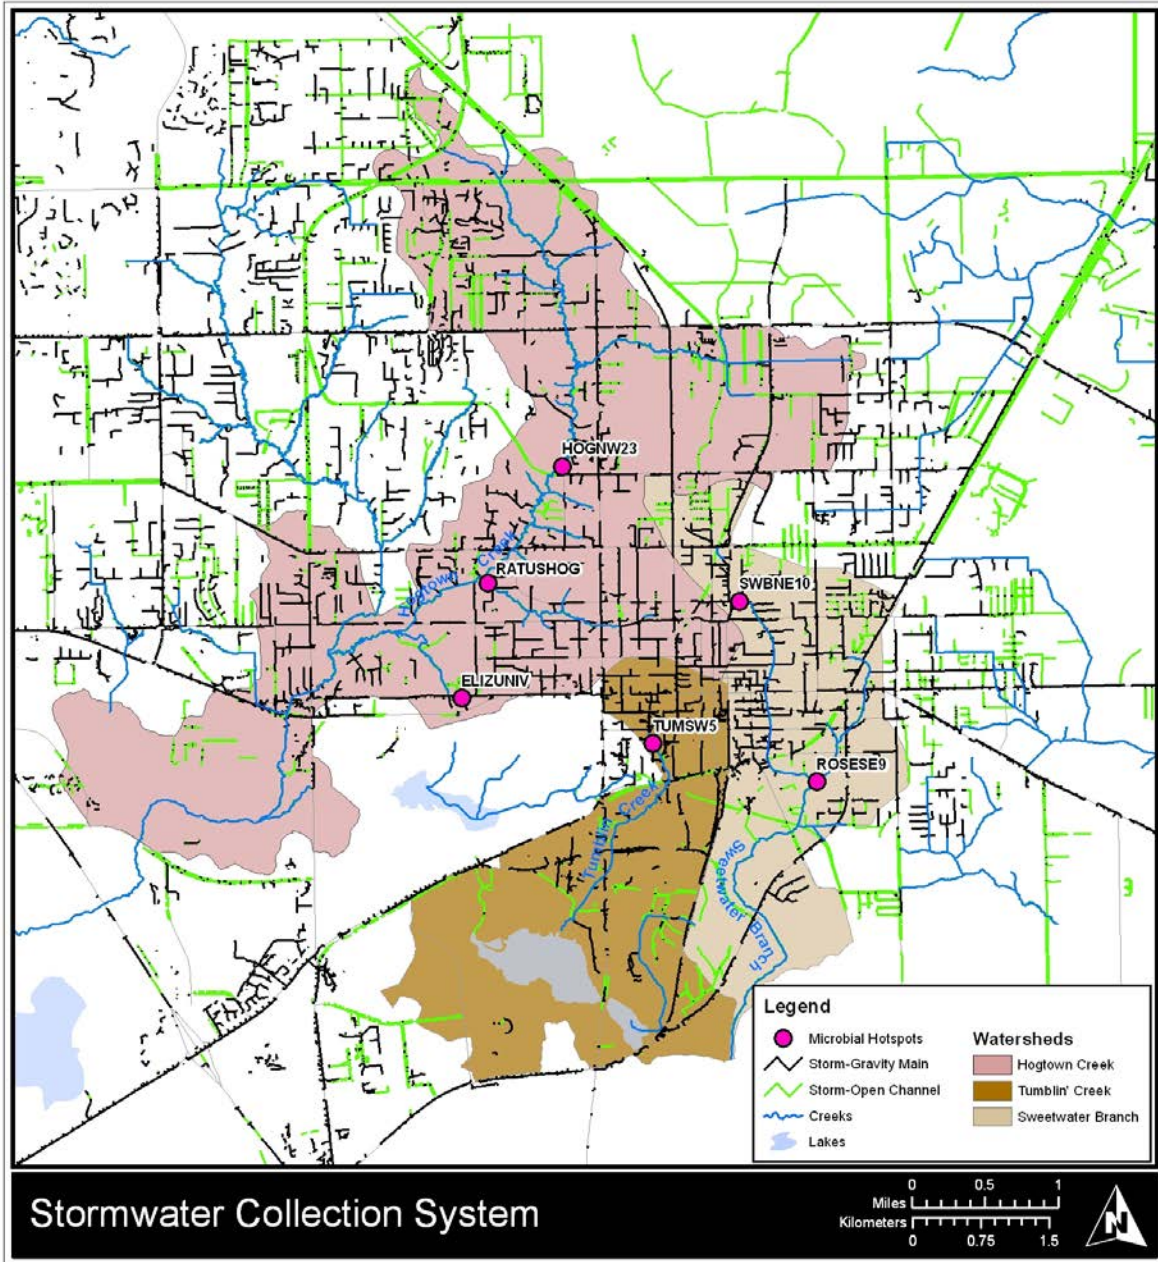 HOGNW23
Hogtown Creek
RATUSHOG
SWBNE10
ELIZUNIV
TUMSW5
ROSESE9
Tumblin Creek
Sweetwater Branch
Legend
Microbial Hotspots
Storm-Gravity Main
Storm-Open Channel
Creeks
Lakes
Watersheds
Hogtown Creek
Tumblin' Creek
Sweetwater Branch
Stormwater Collection System
0 0.5 1
Miles
Kilometers
0 0.75 1.5
N